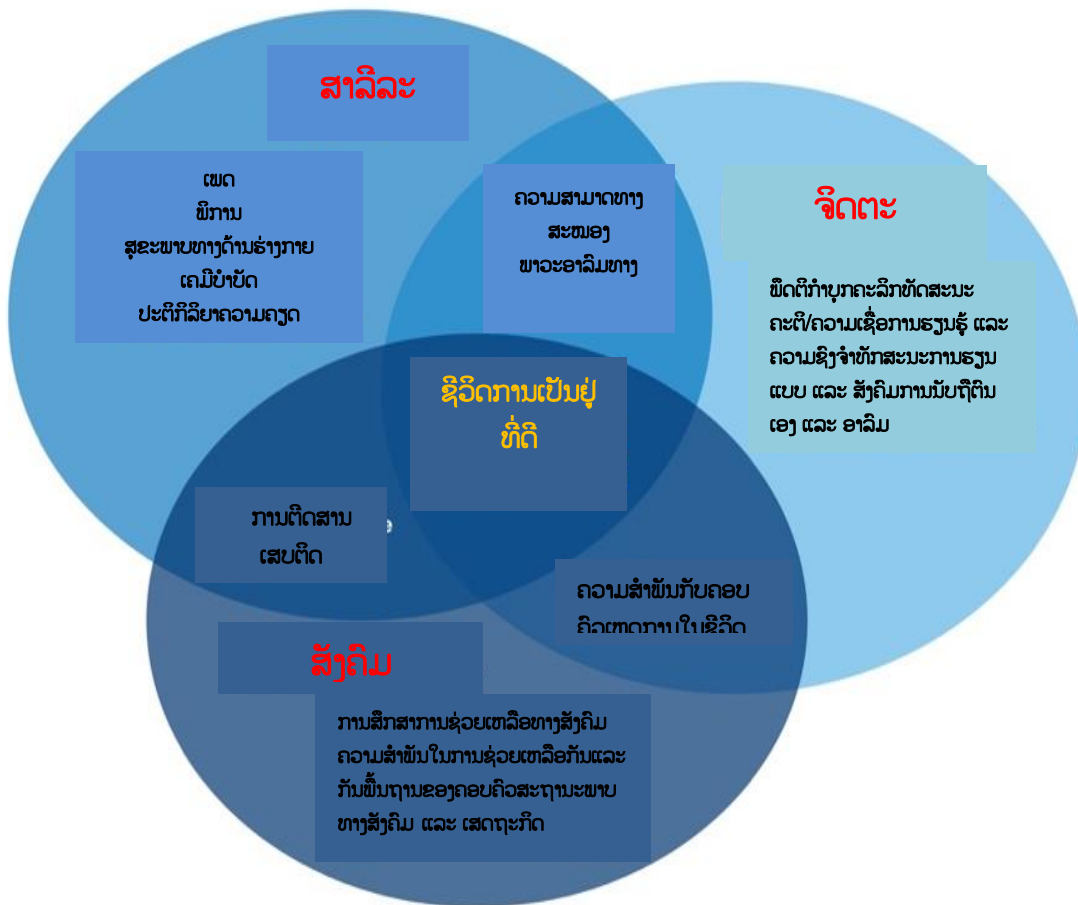 ສາລີລະ
ເພດ
ພິການ
ສຸຂະພາບທາງດ້ານຮ່າງກາຍ
ເຄມີບຳບັດ
ປະຕິກິລິຍາຄວາມຄຽດ
ຄວາມສາມາດທາງ
ສະໝອງ
ພາວະອາລົມທາງ
ຈິດຕະ
ພຶດຕິກຳບຸກຄະລິກທັດສະນະ
ຄະຕິ/ຄວາມເຊື່ອການຮຽນຮູ້ ແລະ
ຄວາມຊົງຈຳທັກສະນະການຮຽນ
ແບບ ແລະ ສັງຄົມການນັບຖືຕົນ
ເອງ ແລະ ອາລົມ
ຊີວິດການເປັນຢູ່
ທີ່ດີ
ການຕິດສານ
ເສບຕິດ
ຄວາມສຳພັນກັບຄອບ
ຄົວເຫດການໃນຊີວິດ
ສັງຄົມ
ການສຶກສາການຊ່ວຍເຫລືອທາງສັງຄົມ
ຄວາມສຳພັນໃນການຊ່ວຍເຫລືອກັນແລະ
ກັນພື້ນຖານຂອງຄອບຄົວສະຖານະພາບ
ທາງສັງຄົມ ແລະ ເສດຖະກິດ